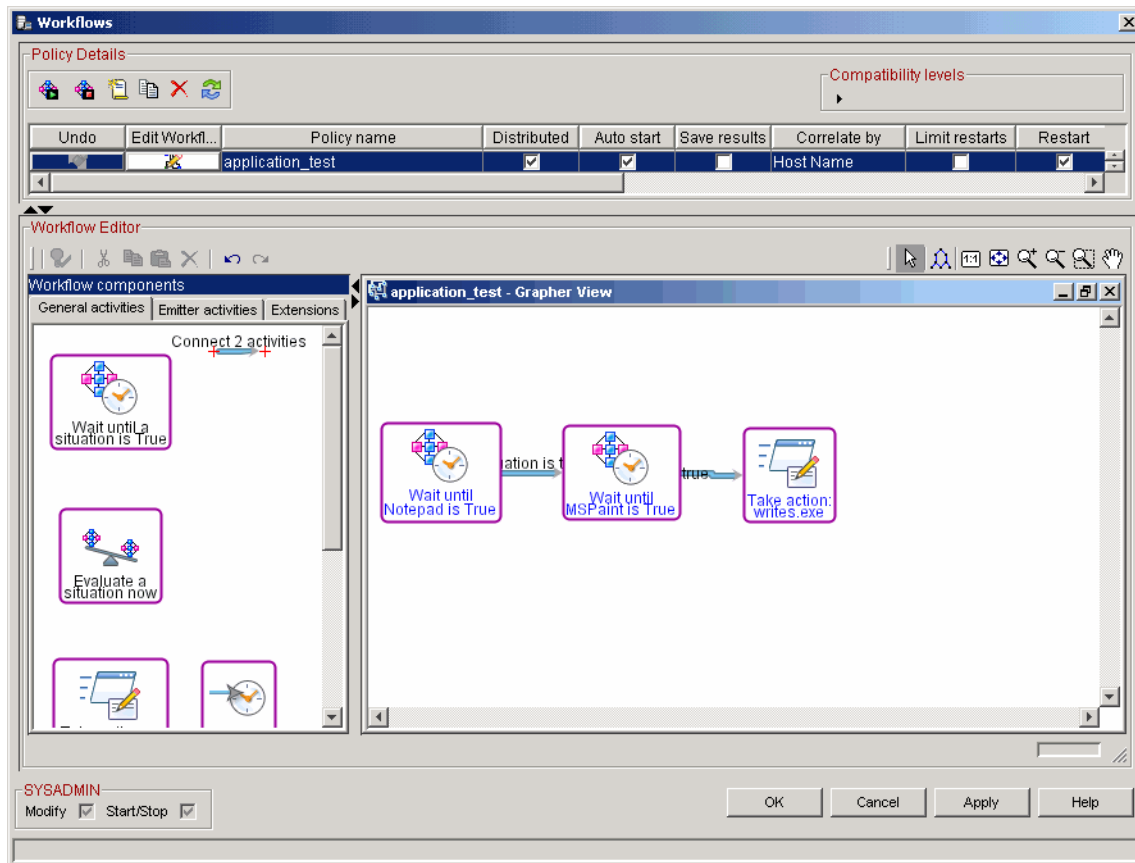 Workflows
Policy Details
Compatibility levels
Undo Edit Workfl... Policy name Distributed Auto start Save results Correlate by Limit restarts Restart
application_test Host Name
Workflow Editor
1:1
Workflow components
General activities Emitter activities Extensions
application_test - Grapher View
Connect 2 activities
Wait until a
situation is True
Evaluate a
situation now
Wait until
Notepad is True
uation is t
Wait until
MSPaint is True
true
Take action:
writes.exe
SYSADMIN
Modify Start/Stop
OK Cancel Apply Help